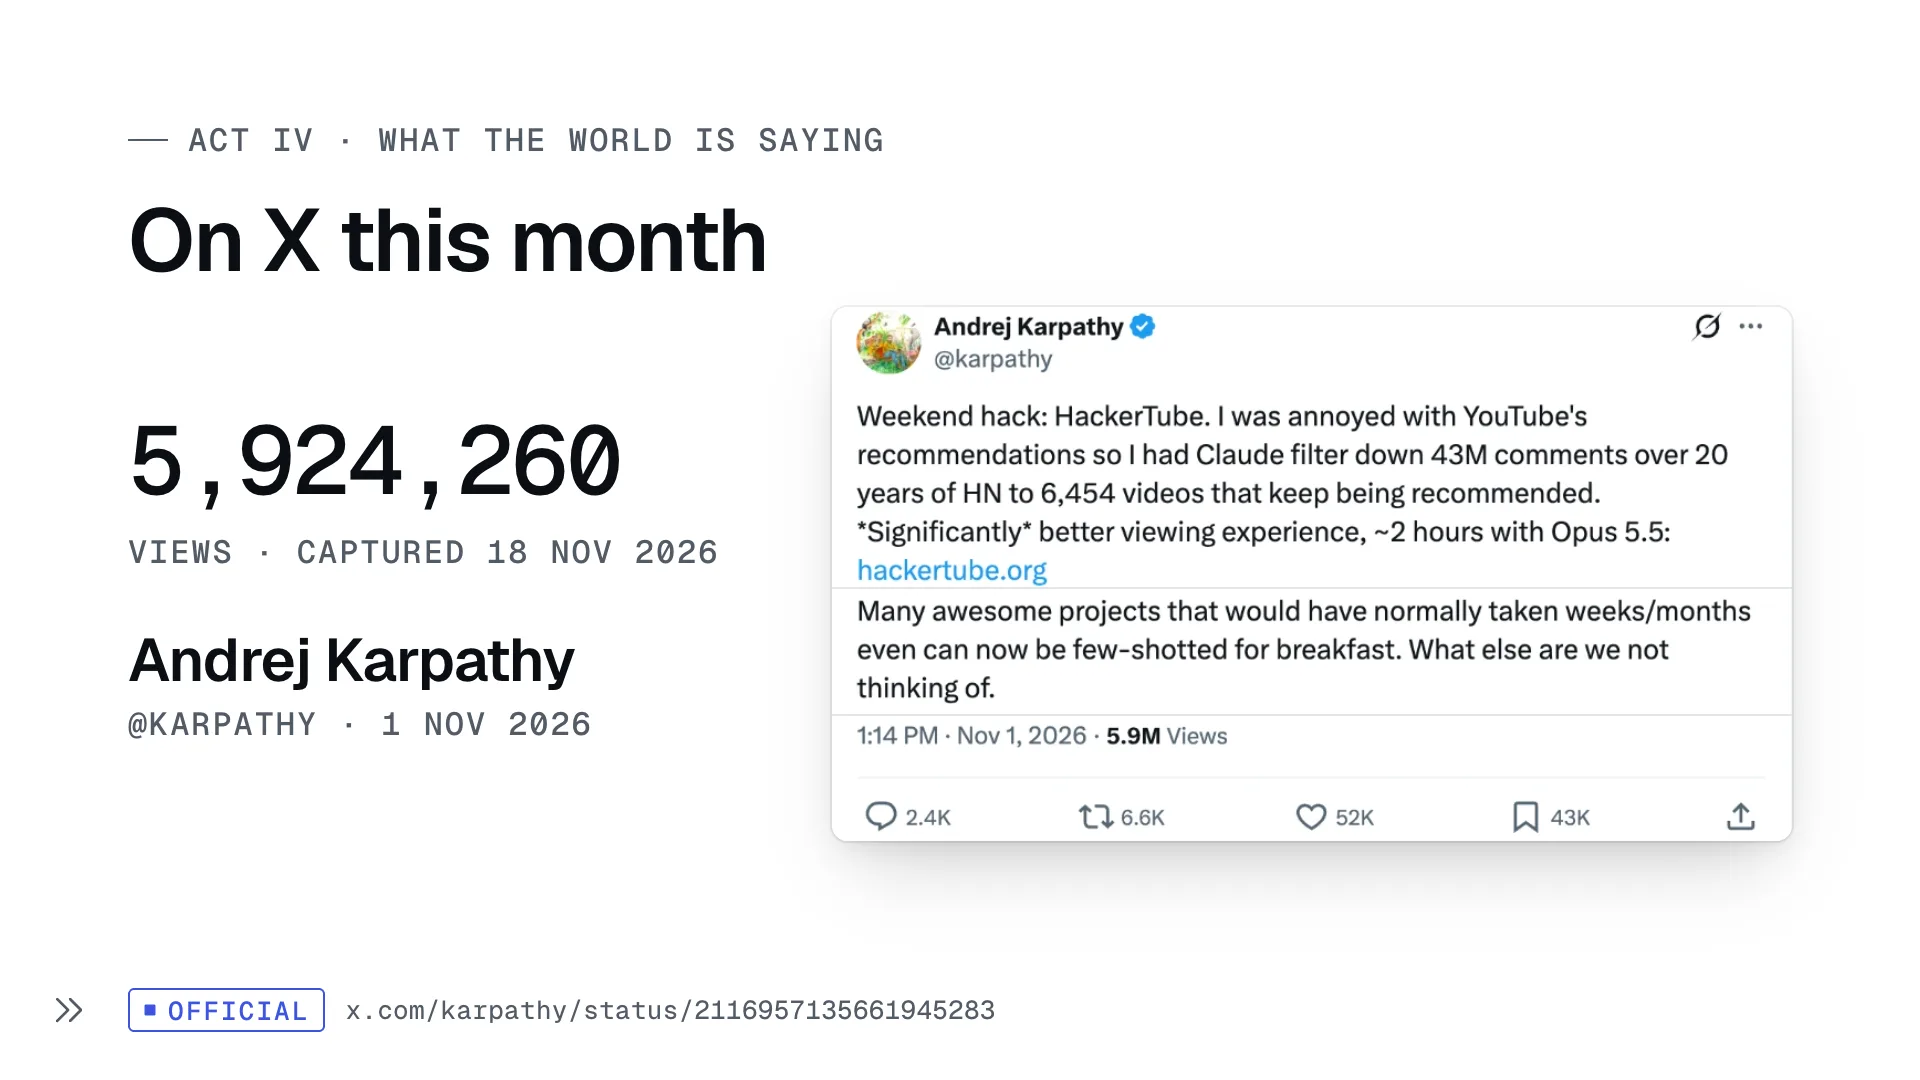 ACT IV · WHAT THE WORLD IS SAYING
On X this month
5,924,260
VIEWS · CAPTURED 18 NOV 2026
Andrej Karpathy
@KARPATHY · 1 NOV 2026
Andrej Karpathy
@karpathy
Weekend hack: HackerTube. I was annoyed with YouTube's
recommendations so I had Claude filter down 43M comments over 20
years of HN to 6,454 videos that keep being recommended.
*Significantly* better viewing experience, ~2 hours with Opus 5.5:
hackertube.org
Many awesome projects that would have normally taken weeks/months
even can now be few-shotted for breakfast. What else are we not
thinking of.
1:14 PM · Nov 1, 2026 · 5.9M Views
2.4K 6.6K 52K 43K
OFFICIAL x.com/karpathy/status/2116957135661945283